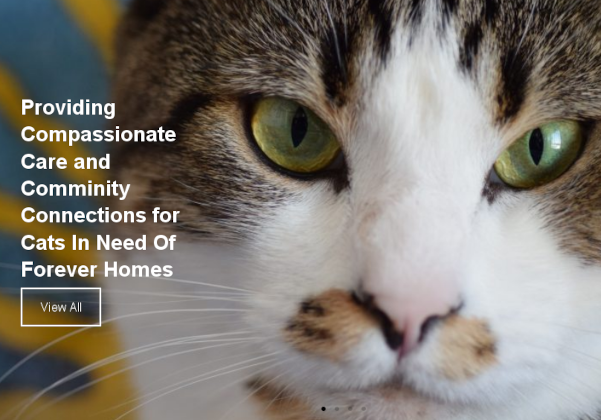 Providing
Compassionate
Care and
Comminity
Connections for
Cats In Need Of
Forever Homes
View All